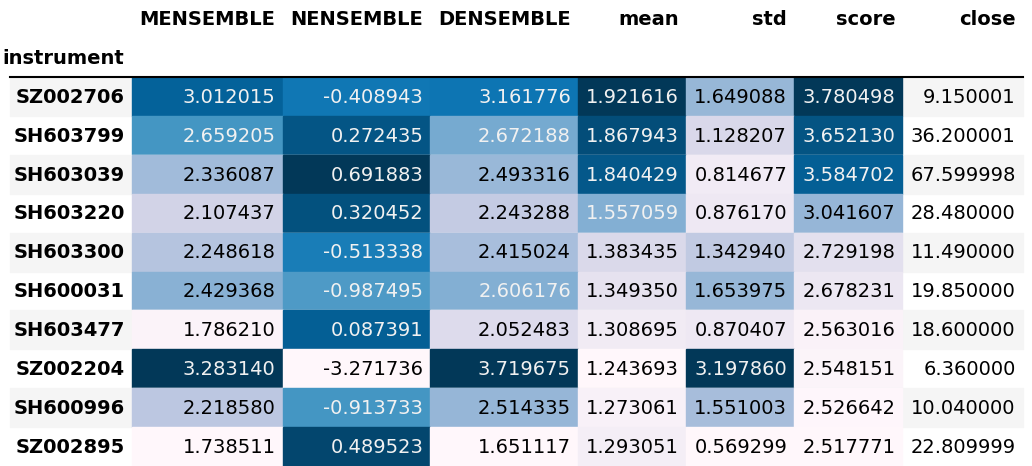 MENSEMBLE NENSEMBLE DENSEMBLE mean std score close
instrument
SZ002706 3.012015 -0.408943 3.161776 1.921616 1.649088 3.780498 9.150001
SH603799 2.659205 0.272435 2.672188 1.867943 1.128207 3.652130 36.200001
SH603039 2.336087 0.691883 2.493316 1.840429 0.814677 3.584702 67.599998
SH603220 2.107437 0.320452 2.243288 1.557059 0.876170 3.041607 28.480000
SH603300 2.248618 -0.513338 2.415024 1.383435 1.342940 2.729198 11.490000
SH600031 2.429368 -0.987495 2.606176 1.349350 1.653975 2.678231 19.850000
SH603477 1.786210 0.087391 2.052483 1.308695 0.870407 2.563016 18.600000
SZ002204 3.283140 -3.271736 3.719675 1.243693 3.197860 2.548151 6.360000
SH600996 2.218580 -0.913733 2.514335 1.273061 1.551003 2.526642 10.040000
SZ002895 1.738511 0.489523 1.651117 1.293051 0.569299 2.517771 22.809999